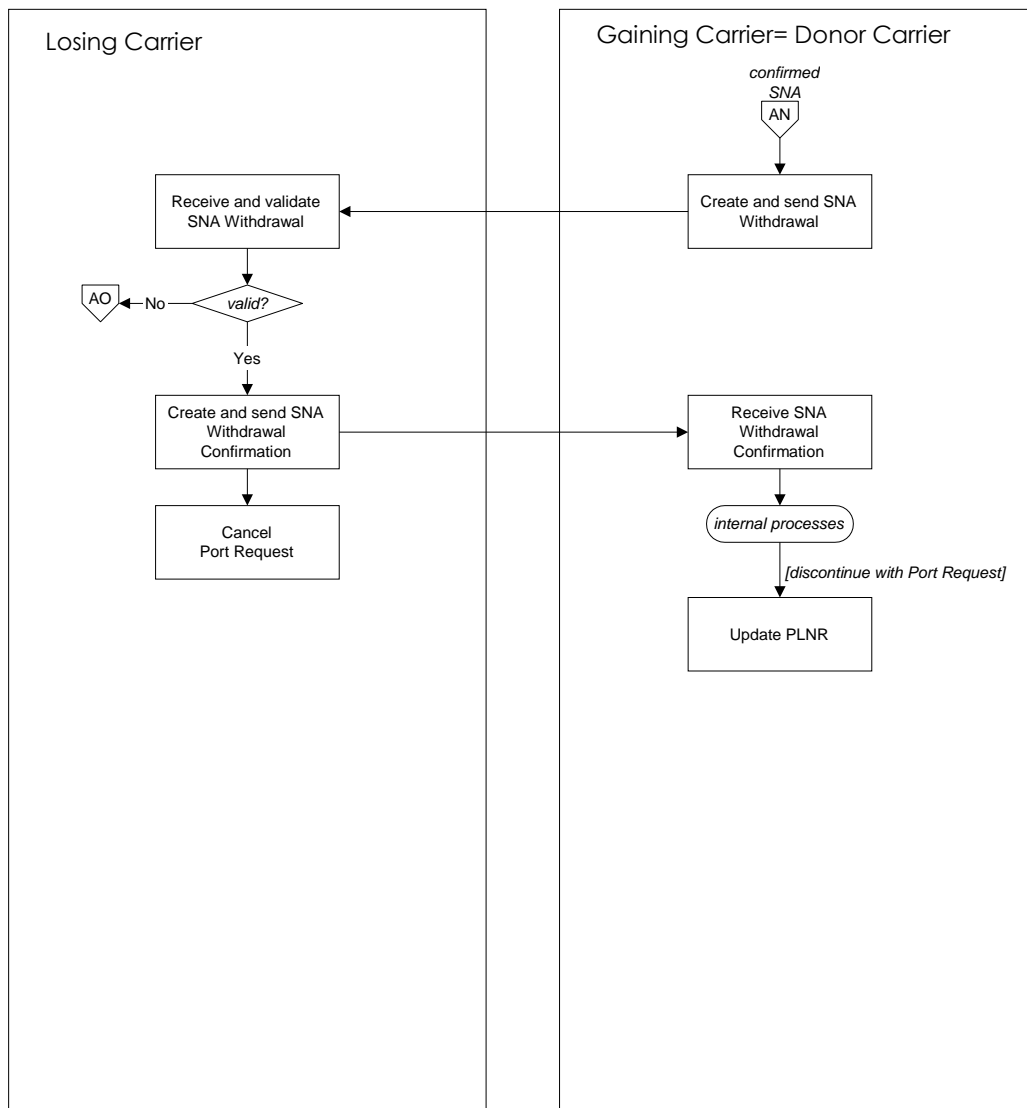 Losing Carrier
Gaining Carrier= Donor Carrier
confirmed
SNA
AN
Receive and validate
SNA Withdrawal
Create and send SNA
Withdrawal
AO
No
valid?
Yes
Create and send SNA
Withdrawal
Confirmation
Receive SNA
Withdrawal
Confirmation
Cancel
Port Request
internal processes
[discontinue with Port Request]
Update PLNR